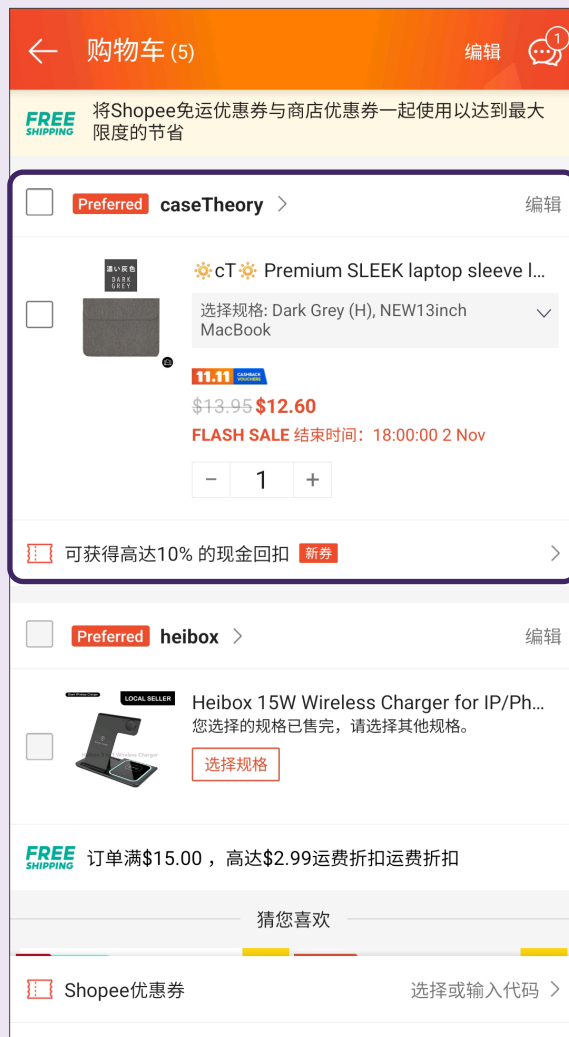 购物车 (5)
编辑
1
FREE SHIPPING
将Shopee免运优惠券与商店优惠券一起使用以达到最大
限度的节省
Preferred caseTheory
编辑
濃い灰色
DARK
GREY
🔅cT🔅 Premium SLEEK laptop sleeve l...
选择规格: Dark Grey (H), NEW13inch
MacBook
11.11 CASHBACK VOUCHERS
$13.95 $12.60
FLASH SALE 结束时间：18:00:00 2 Nov
− 1 +
可获得高达10% 的现金回扣 新券
Preferred heibox
编辑
LOCAL SELLER
Heibox 15W Wireless Charger for IP/Ph...
您选择的规格已售完，请选择其他规格。
选择规格
FREE SHIPPING
订单满$15.00 ，高达$2.99运费折扣运费折扣
猜您喜欢
Shopee优惠券
选择或输入代码